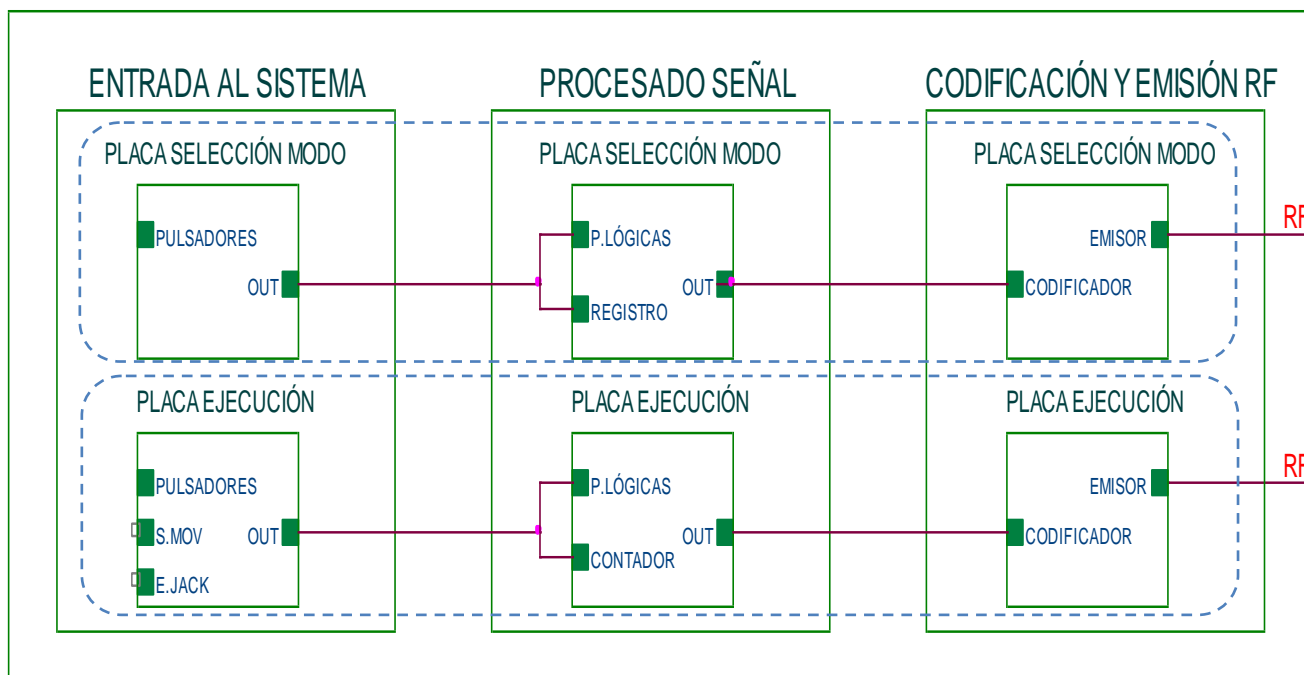 ENTRADA AL SISTEMA
PROCESADO SEÑAL
CODIFICACIÓN Y EMISIÓN RF
PLACA SELECCIÓN MODO
PLACA SELECCIÓN MODO
PLACA SELECCIÓN MODO
PULSADORES
OUT
P.LÓGICAS
REGISTRO
OUT
EMISOR
CODIFICADOR
RF
PLACA EJECUCIÓN
PLACA EJECUCIÓN
PLACA EJECUCIÓN
PULSADORES
S.MOV
OUT
E.JACK
P.LÓGICAS
CONTADOR
OUT
EMISOR
CODIFICADOR
RF